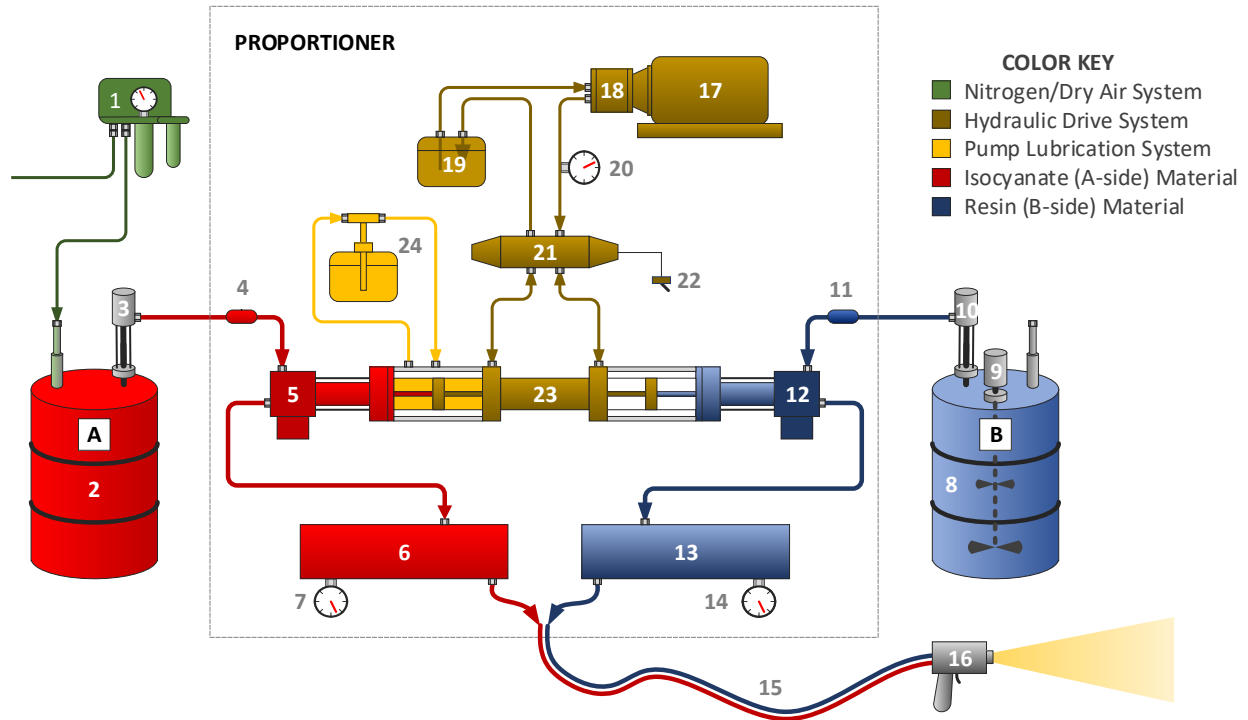 PROPORTIONER
COLOR KEY
Nitrogen/Dry Air System
Hydraulic Drive System
Pump Lubrication System
Isocyanate (A-side) Material
Resin (B-side) Material
1
18
17
19
20
24
21
22
3
4
11
10
9
5
23
12
A
B
2
8
6
13
7
14
15
16